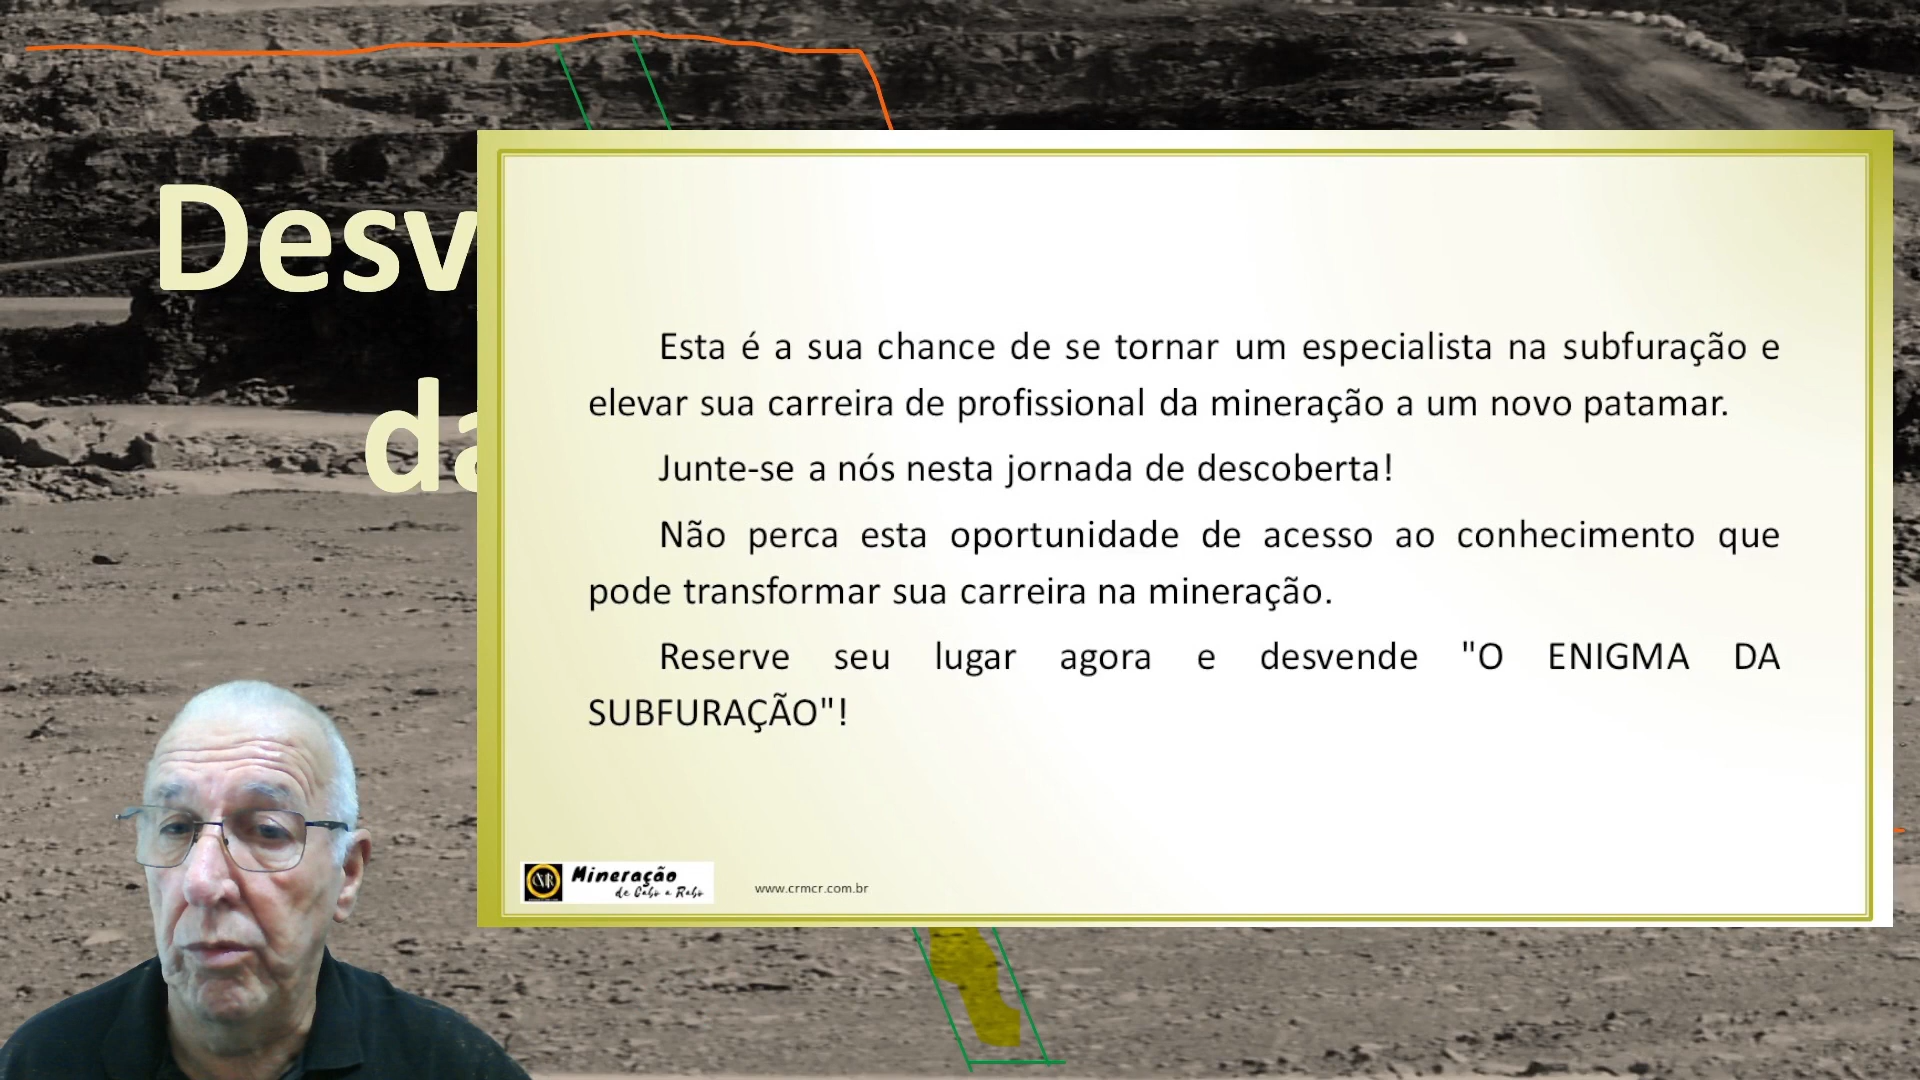 Desv
da
Esta é a sua chance de se tornar um especialista na subfuração e
elevar sua carreira de profissional da mineração a um novo patamar.
Junte-se a nós nesta jornada de descoberta!
Não perca esta oportunidade de acesso ao conhecimento que
pode transformar sua carreira na mineração.
Reserve seu lugar agora e desvende "O ENIGMA DA
SUBFURAÇÃO"!
Mineração
de Cabo a Rabo
www.crmcr.com.br